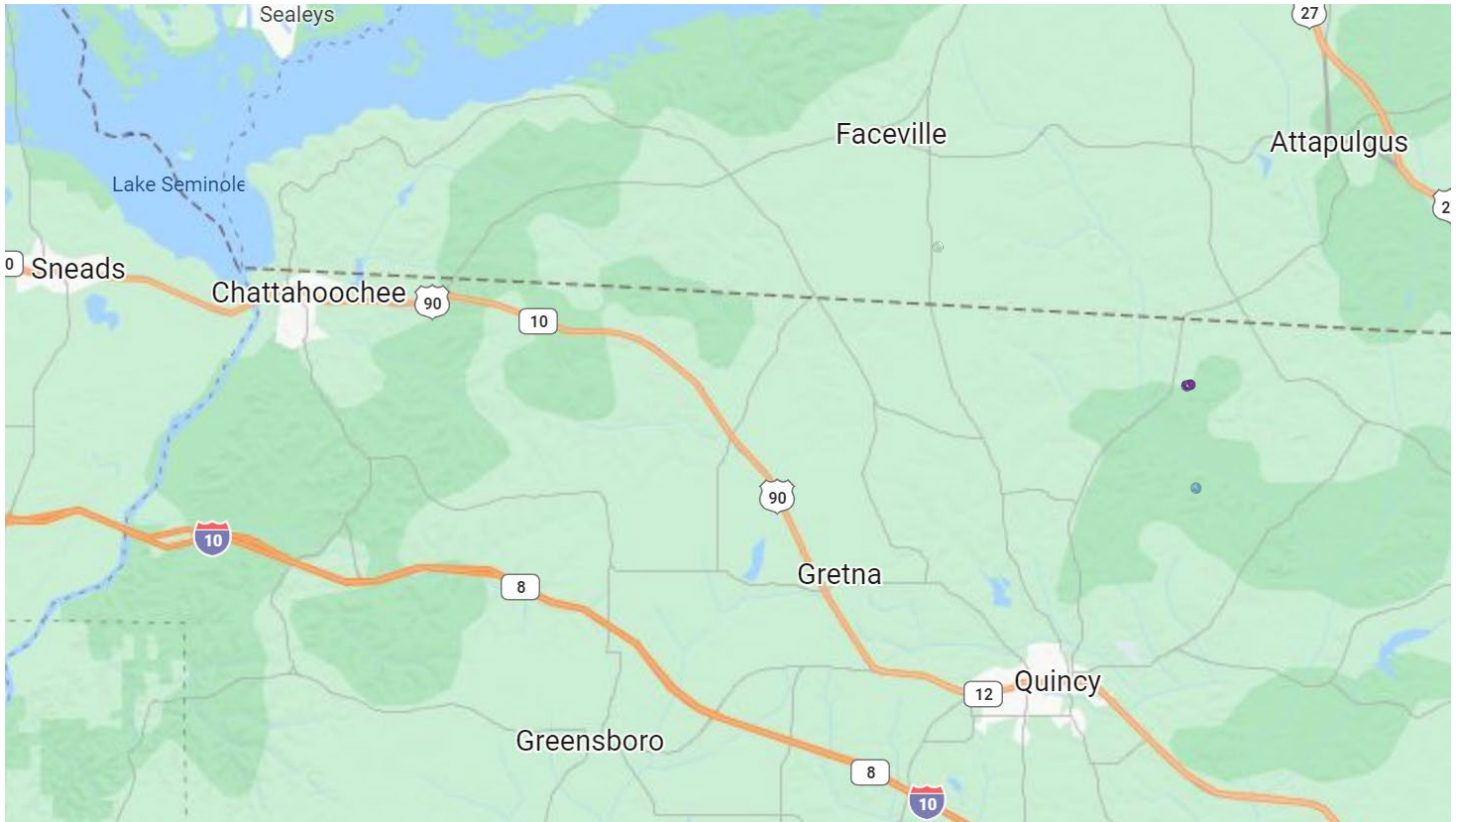 Sealeys
27
Faceville
Attapulgus
Lake Seminole
2
0
Sneads
Chattahoochee
90
10
90
10
Gretna
8
Quincy
12
Greensboro
8
10